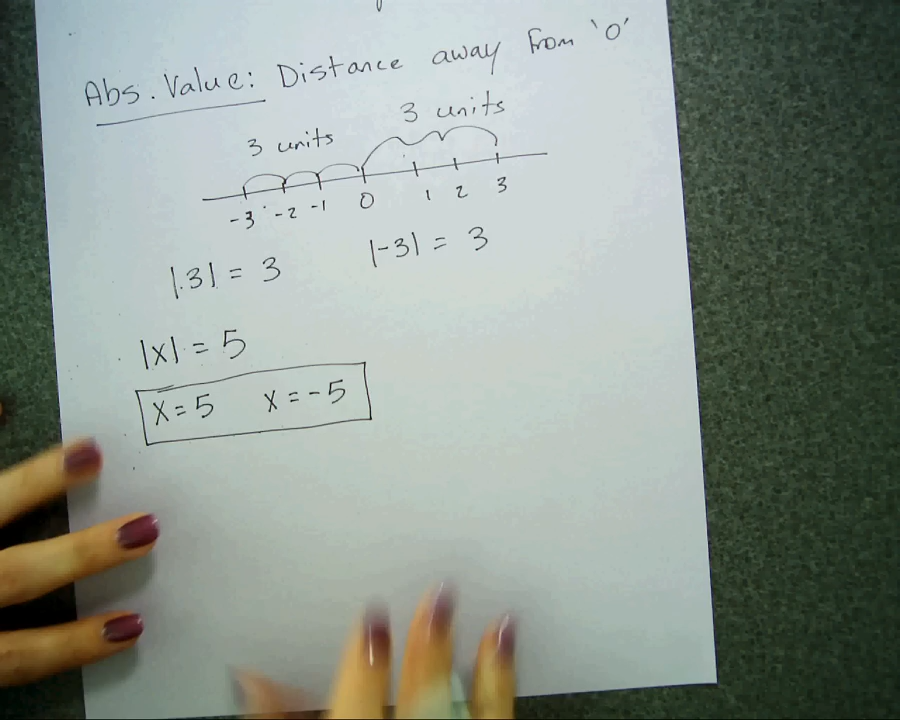 Abs. Value: Distance away from '0'
3 units 3 units
-3 -2 -1 0 1 2 3
|3| = 3 |-3| = 3
|x| = 5
x = 5 x = -5